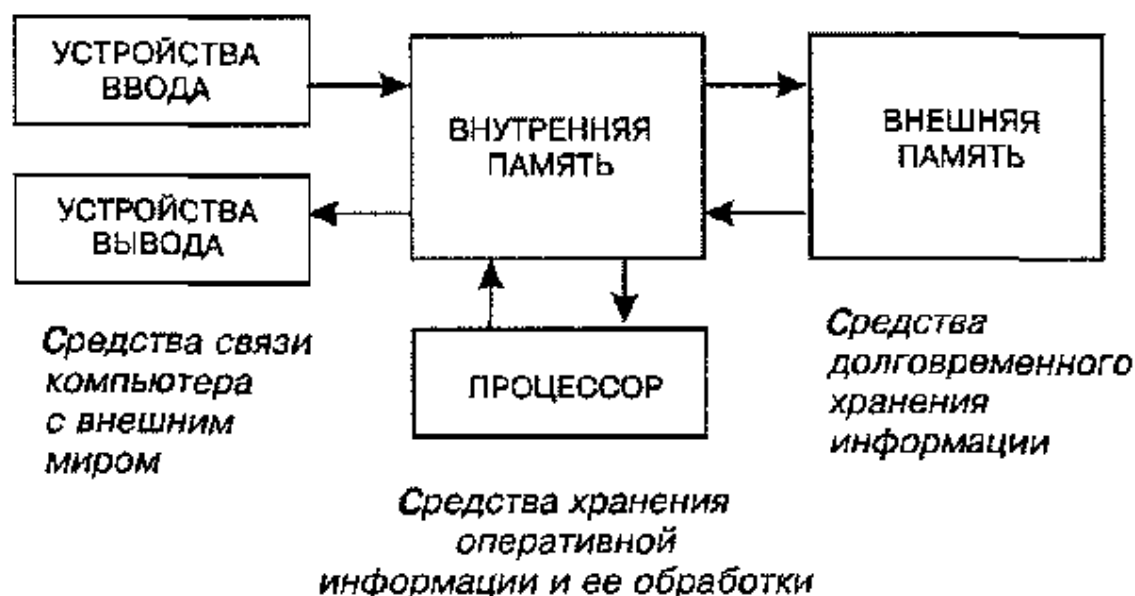 УСТРОЙСТВА
ВВОДА
ВНУТРЕННЯЯ
ПАМЯТЬ
ВНЕШНЯЯ
ПАМЯТЬ
УСТРОЙСТВА
ВЫВОДА
ПРОЦЕССОР
Средства связи
компьютера
с внешним
миром
Средства
долговременного
хранения
информации
Средства хранения
оперативной
информации и ее обработки